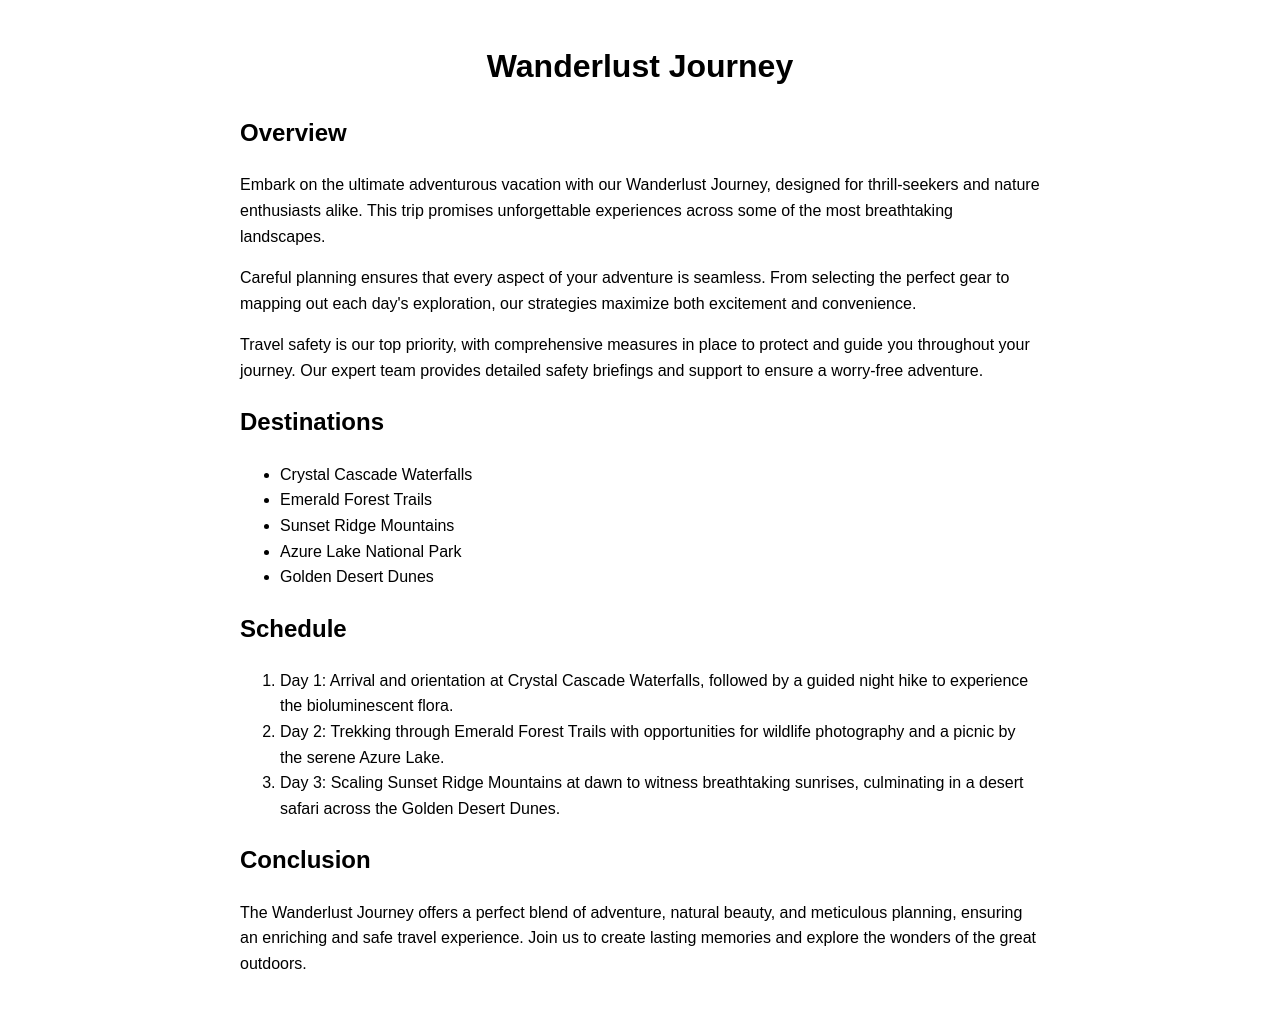 Wanderlust Journey
Overview
Embark on the ultimate adventurous vacation with our Wanderlust Journey, designed for thrill-seekers and nature
enthusiasts alike. This trip promises unforgettable experiences across some of the most breathtaking
landscapes.
Careful planning ensures that every aspect of your adventure is seamless. From selecting the perfect gear to
mapping out each day's exploration, our strategies maximize both excitement and convenience.
Travel safety is our top priority, with comprehensive measures in place to protect and guide you throughout your
journey. Our expert team provides detailed safety briefings and support to ensure a worry-free adventure.
Destinations
• Crystal Cascade Waterfalls
• Emerald Forest Trails
• Sunset Ridge Mountains
• Azure Lake National Park
• Golden Desert Dunes
Schedule
1. Day 1: Arrival and orientation at Crystal Cascade Waterfalls, followed by a guided night hike to experience
the bioluminescent flora.
2. Day 2: Trekking through Emerald Forest Trails with opportunities for wildlife photography and a picnic by
the serene Azure Lake.
3. Day 3: Scaling Sunset Ridge Mountains at dawn to witness breathtaking sunrises, culminating in a desert
safari across the Golden Desert Dunes.
Conclusion
The Wanderlust Journey offers a perfect blend of adventure, natural beauty, and meticulous planning, ensuring
an enriching and safe travel experience. Join us to create lasting memories and explore the wonders of the great
outdoors.